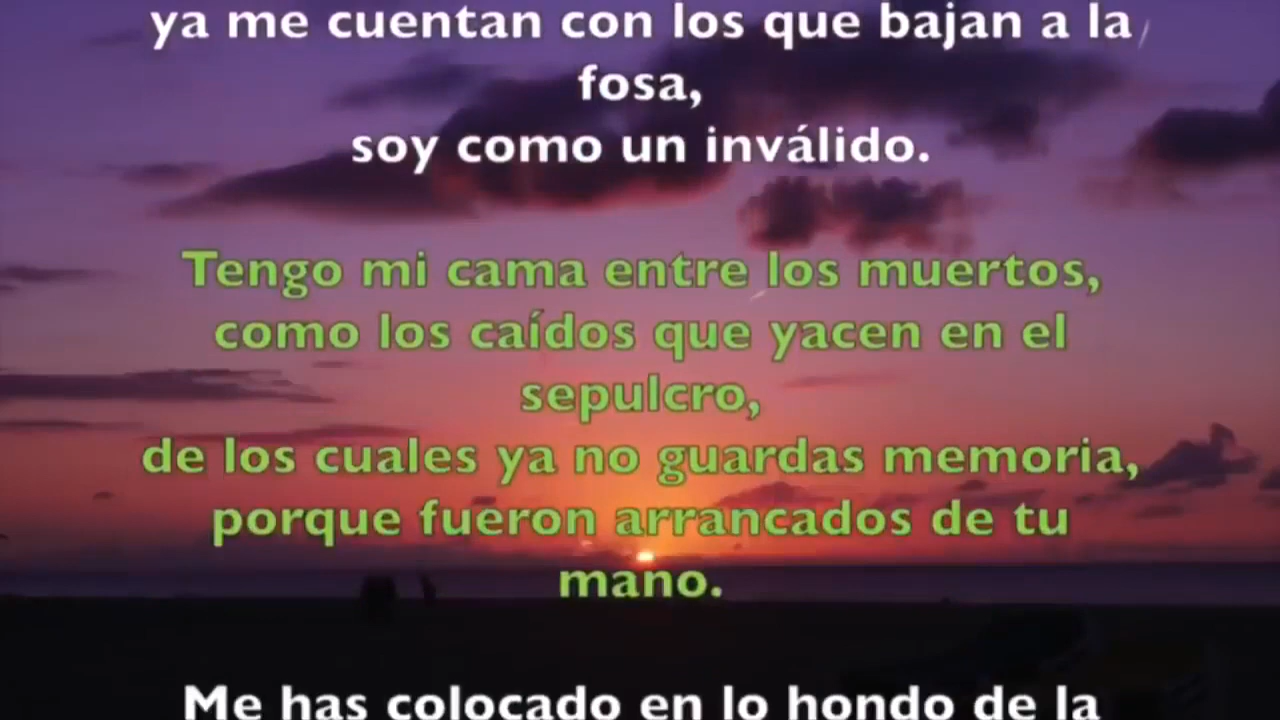 ya me cuentan con los que bajan a la
fosa,
soy como un inválido.
Tengo mi cama entre los muertos,
como los caídos que yacen en el
sepulcro,
de los cuales ya no guardas memoria,
porque fueron arrancados de tu
mano.
Me has colocado en lo hondo de la